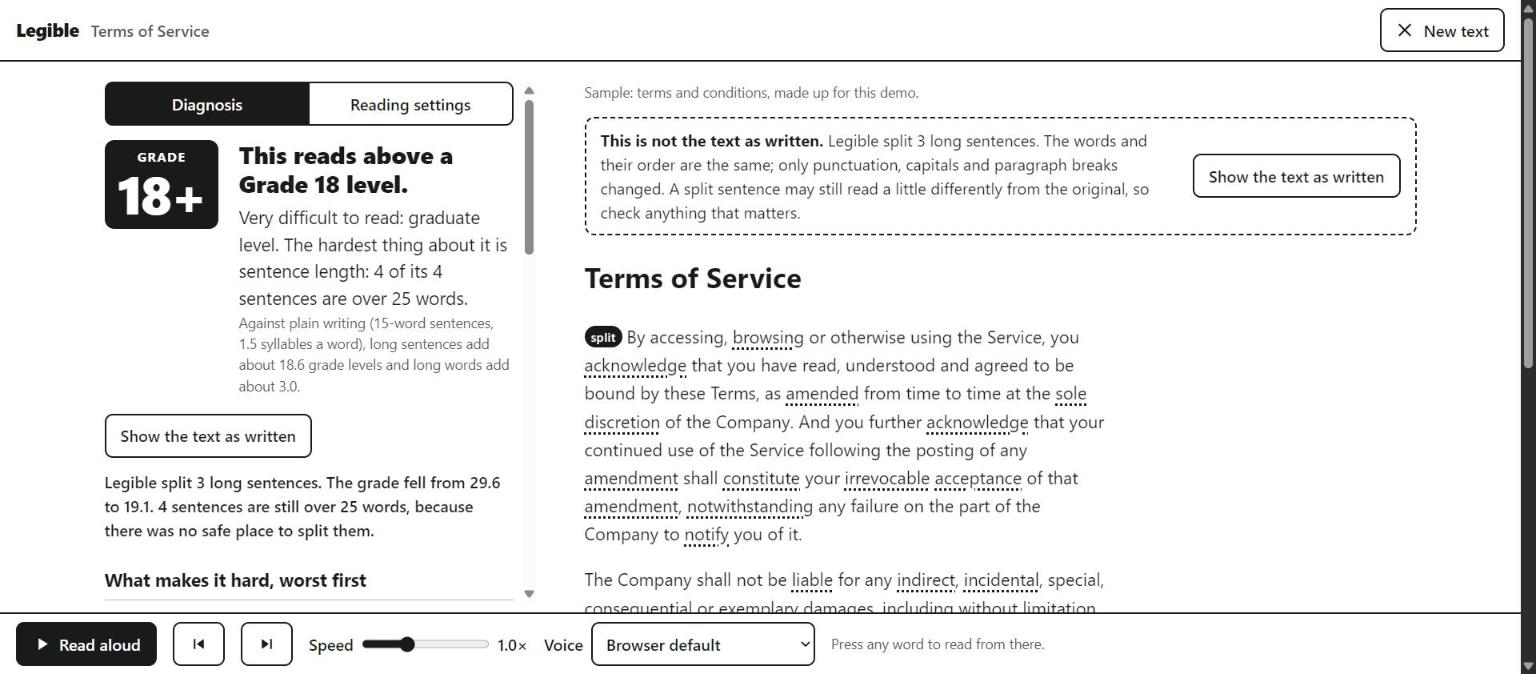 Legible Terms of Service
New text
Diagnosis
Reading settings
GRADE
18+
This reads above a
Grade 18 level.
Very difficult to read: graduate
level. The hardest thing about it is
sentence length: 4 of its 4
sentences are over 25 words.
Against plain writing (15-word sentences,
1.5 syllables a word), long sentences add
about 18.6 grade levels and long words add
about 3.0.
Show the text as written
Legible split 3 long sentences. The grade fell from 29.6
to 19.1. 4 sentences are still over 25 words, because
there was no safe place to split them.
What makes it hard, worst first
Sample: terms and conditions, made up for this demo.
This is not the text as written. Legible split 3 long sentences. The words and
their order are the same; only punctuation, capitals and paragraph breaks
changed. A split sentence may still read a little differently from the original, so
check anything that matters.
Show the text as written
Terms of Service
split By accessing, browsing or otherwise using the Service, you
acknowledge that you have read, understood and agreed to be
bound by these Terms, as amended from time to time at the sole
discretion of the Company. And you further acknowledge that your
continued use of the Service following the posting of any
amendment shall constitute your irrevocable acceptance of that
amendment, notwithstanding any failure on the part of the
Company to notify you of it.
The Company shall not be liable for any indirect, incidental, special,
consequential or exemplary damages, including without limitation
Read aloud
Speed
1.0×
Voice
Browser default
Press any word to read from there.